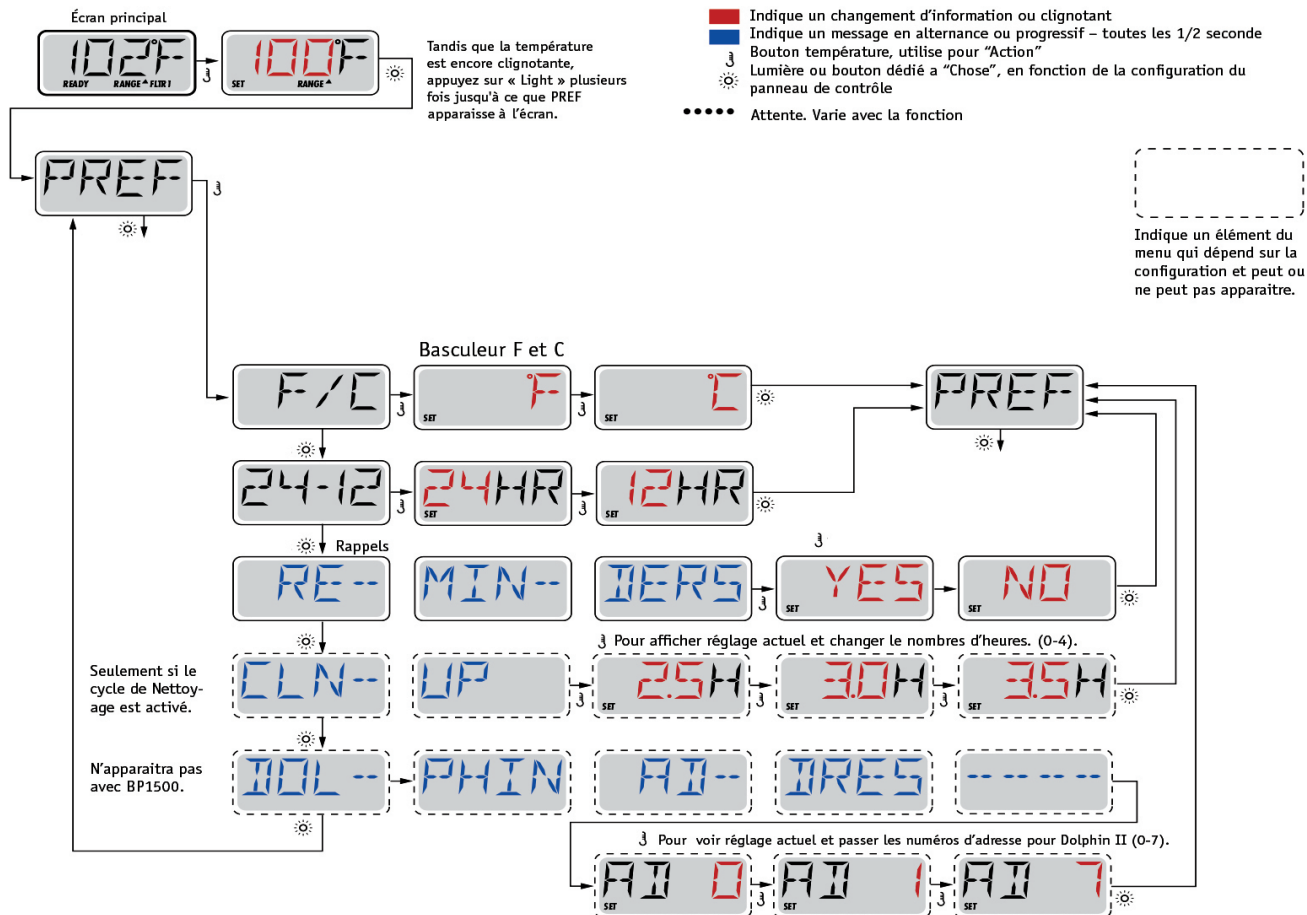 Écran principal
102°F
READY RANGE FLTR1
100°F
SET RANGE
Tandis que la température
est encore clignotante,
appuyez sur « Light » plusieurs
fois jusqu'à ce que PREF
apparaisse à l'écran.
Indique un changement d'information ou clignotant
Indique un message en alternance ou progressif – toutes les 1/2 seconde
Bouton température, utilise pour "Action"
Lumière ou bouton dédié a "Chose", en fonction de la configuration du
panneau de contrôle
Attente. Varie avec la fonction
PREF
Indique un élément du
menu qui dépend sur la
configuration et peut ou
ne peut pas apparaitre.
Basculeur F et C
F/C
°F
SET
°C
SET
PREF
24-12
24HR
SET
12HR
SET
Rappels
RE-
MIN-
DERS
YES
SET
NO
SET
Pour afficher réglage actuel et changer le nombres d'heures. (0-4).
Seulement si le
cycle de Nettoy-
age est activé.
CLN-
UP
2.5H
SET
3.0H
SET
3.5H
SET
N'apparaitra pas
avec BP1500.
DOL-
PHIN
AD-
DRES
----
Pour voir réglage actuel et passer les numéros d'adresse pour Dolphin II (0-7).
AD 0
SET
AD 1
SET
AD 7
SET